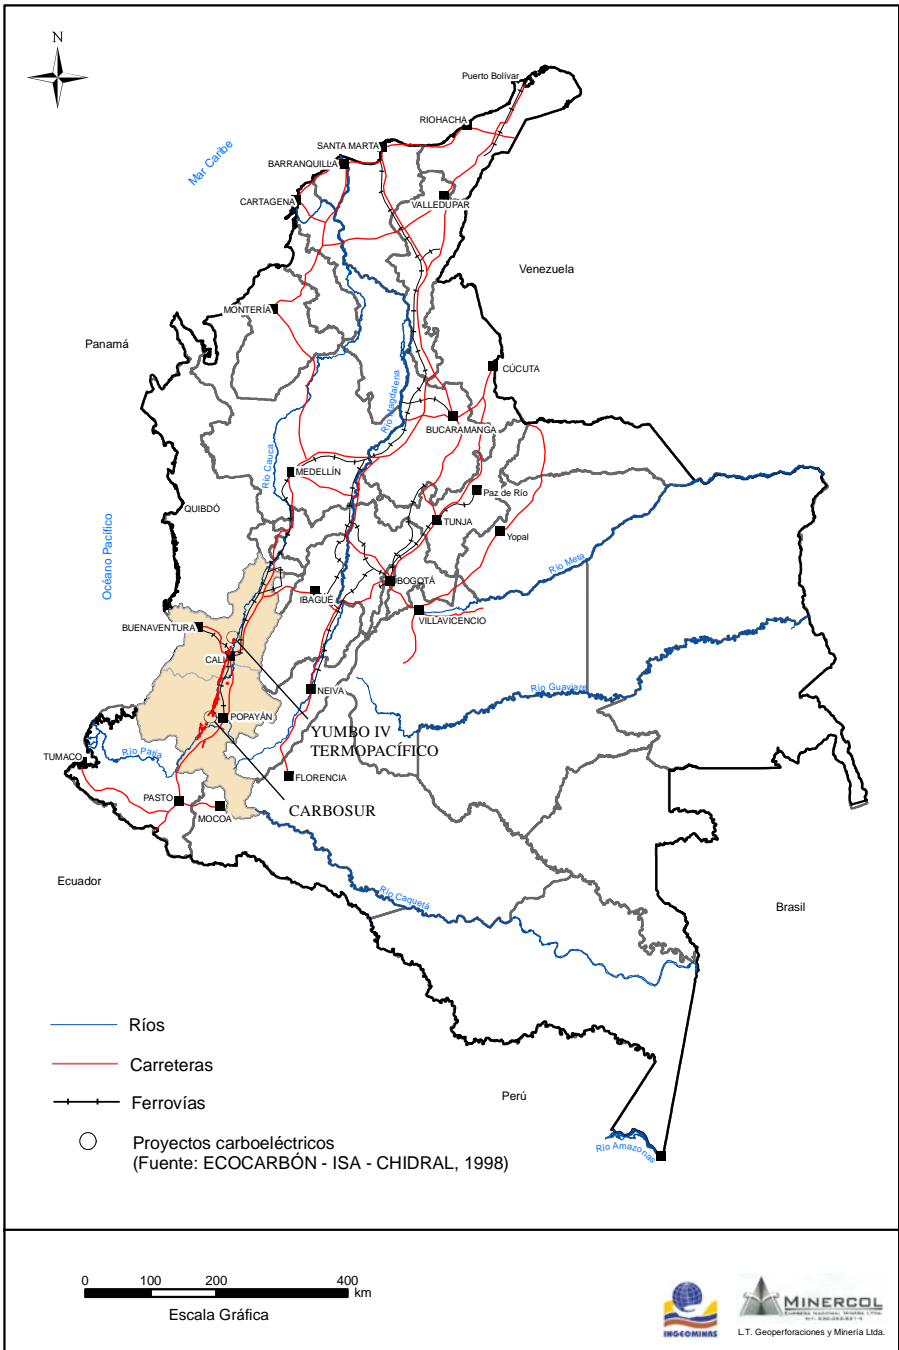 N
Puerto Bolívar
RIOHACHA
SANTA MARTA
BARRANQUILLA
Mar Caribe
CARTAGENA
VALLEDUPAR
Venezuela
MONTERÍA
Panamá
CÚCUTA
Río Magdalena
BUCARAMANGA
Río Cauca
MEDELLÍN
Paz de Río
QUIBDÓ
TUNJA
Yopal
Océano Pacífico
Río Meta
BOGOTÁ
IBAGUÉ
VILLAVICENCIO
BUENAVENTURA
CALI
Río Guaviare
NEIVA
POPAYÁN
YUMBO IV
TERMOPACÍFICO
Río Patía
TUMACO
FLORENCIA
PASTO
MOCOA
CARBOSUR
Ecuador
Río Caquetá
Brasil
Ríos
Carreteras
Perú
Ferrovías
Proyectos carboeléctricos
(Fuente: ECOCARBÓN - ISA - CHIDRAL, 1998)
Río Amazonas
0 100 200 400
km
Escala Gráfica
INGEOMINAS
MINERCOL
EMPRESA NACIONAL MINERA LTDA.
L.T. Geoperforaciones y Minería Ltda.